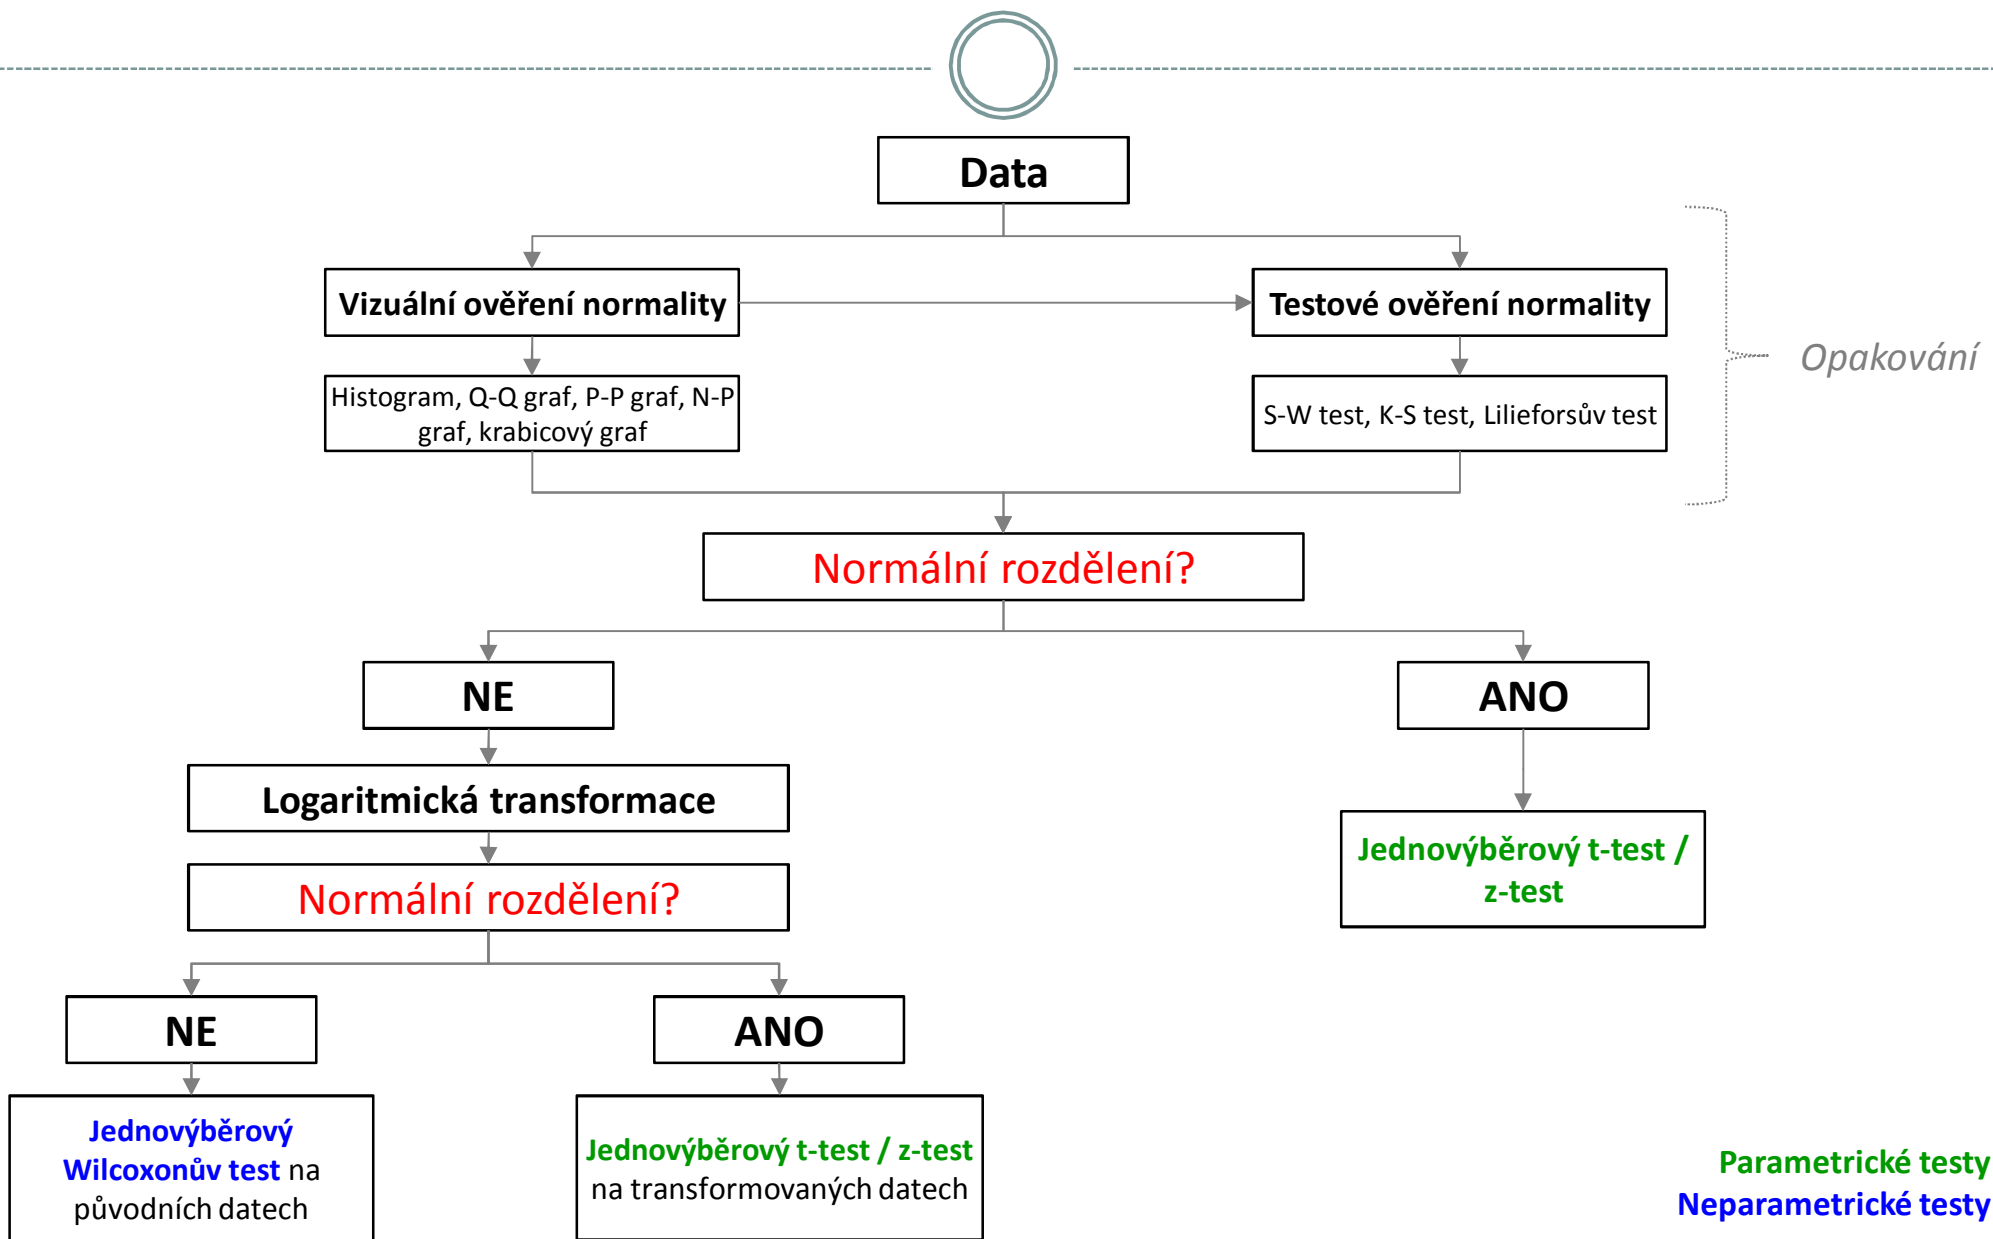 Data
Vizuální ověření normality
Testové ověření normality
Histogram, Q-Q graf, P-P graf, N-P
graf, krabicový graf
S-W test, K-S test, Lilieforsův test
Opakování
Normální rozdělení?
NE
ANO
Logaritmická transformace
Jednovýběrový t-test /
z-test
Normální rozdělení?
NE
ANO
Jednovýběrový
Wilcoxonův test na
původních datech
Jednovýběrový t-test / z-test
na transformovaných datech
Parametrické testy
Neparametrické testy